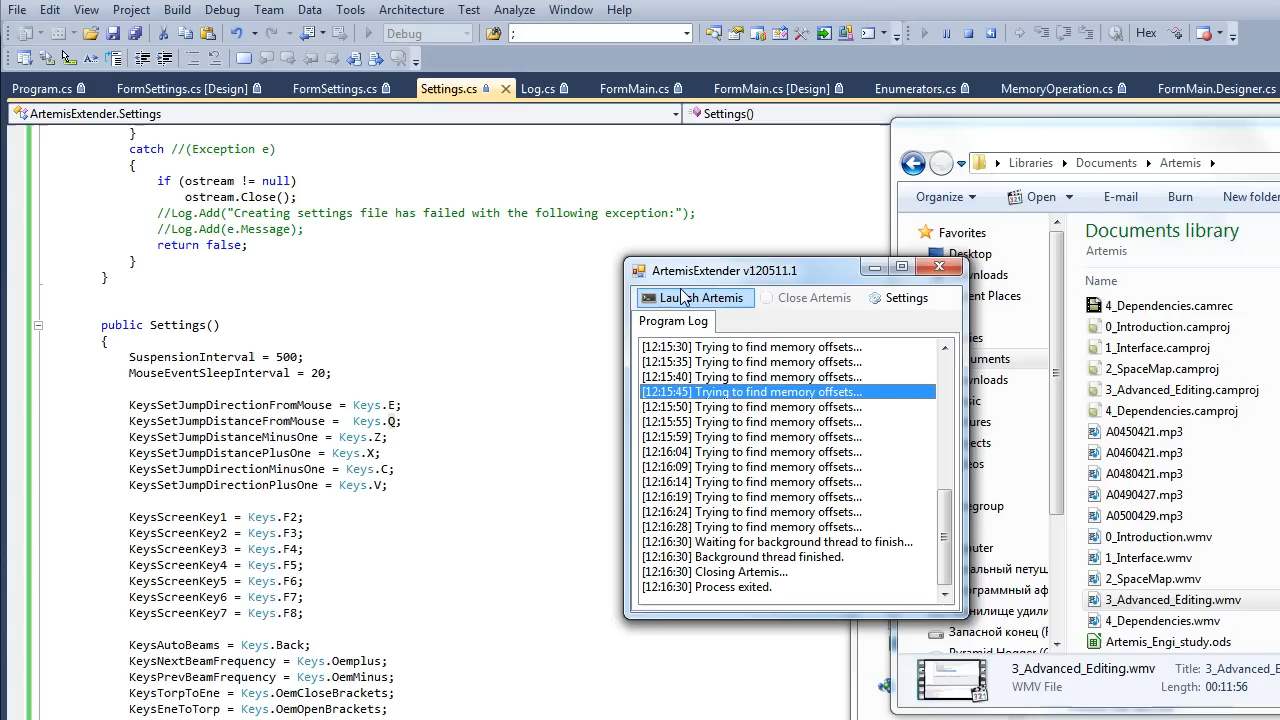 File Edit View Project Build Debug Team Data Tools Architecture Test Analyze Window Help
Debug ; Hex
Program.cs FormSettings.cs [Design] FormSettings.cs Settings.cs Log.cs FormMain.cs FormMain.cs [Design] Enumerators.cs MemoryOperation.cs FormMain.Designer.cs
ArtemisExtender.Settings Settings()
}
catch //(Exception e)
{
if (ostream != null)
ostream.Close();
//Log.Add("Creating settings file has failed with the following exception:");
//Log.Add(e.Message);
return false;
}
}
public Settings()
{
SuspensionInterval = 500;
MouseEventSleepInterval = 20;
KeysSetJumpDirectionFromMouse = Keys.E;
KeysSetJumpDistanceFromMouse =  Keys.Q;
KeysSetJumpDistanceMinusOne = Keys.Z;
KeysSetJumpDistancePlusOne = Keys.X;
KeysSetJumpDirectionMinusOne = Keys.C;
KeysSetJumpDirectionPlusOne = Keys.V;
KeysScreenKey1 = Keys.F2;
KeysScreenKey2 = Keys.F3;
KeysScreenKey3 = Keys.F4;
KeysScreenKey4 = Keys.F5;
KeysScreenKey5 = Keys.F6;
KeysScreenKey6 = Keys.F7;
KeysScreenKey7 = Keys.F8;
KeysAutoBeams = Keys.Back;
KeysNextBeamFrequency = Keys.Oemplus;
KeysPrevBeamFrequency = Keys.OemMinus;
KeysTorpToEne = Keys.OemCloseBrackets;
KeysEneToTorp = Keys.OemOpenBrackets;
ArtemisExtender v120511.1
Launch Artemis Close Artemis Settings
Program Log
[12:15:30] Trying to find memory offsets...
[12:15:35] Trying to find memory offsets...
[12:15:40] Trying to find memory offsets...
[12:15:45] Trying to find memory offsets...
[12:15:50] Trying to find memory offsets...
[12:15:55] Trying to find memory offsets...
[12:15:59] Trying to find memory offsets...
[12:16:04] Trying to find memory offsets...
[12:16:09] Trying to find memory offsets...
[12:16:14] Trying to find memory offsets...
[12:16:19] Trying to find memory offsets...
[12:16:24] Trying to find memory offsets...
[12:16:28] Trying to find memory offsets...
[12:16:30] Waiting for background thread to finish...
[12:16:30] Background thread finished.
[12:16:30] Closing Artemis...
[12:16:30] Process exited.
Libraries Documents Artemis
Organize Open E-mail Burn New folder
Favorites
Desktop
Documents library
Artemis
Name
4_Dependencies.camrec
0_Introduction.camproj
1_Interface.camproj
2_SpaceMap.camproj
3_Advanced_Editing.camproj
4_Dependencies.camproj
A0450421.mp3
A0460421.mp3
A0480421.mp3
A0490427.mp3
A0500429.mp3
0_Introduction.wmv
1_Interface.wmv
2_SpaceMap.wmv
3_Advanced_Editing.wmv
4_Dependencies.wmv
Artemis_Engi_study.ods
Запасной конец (
3_Advanced_Editing.wmv Title: 3_Advanced_E
WMV File Length: 00:11:56